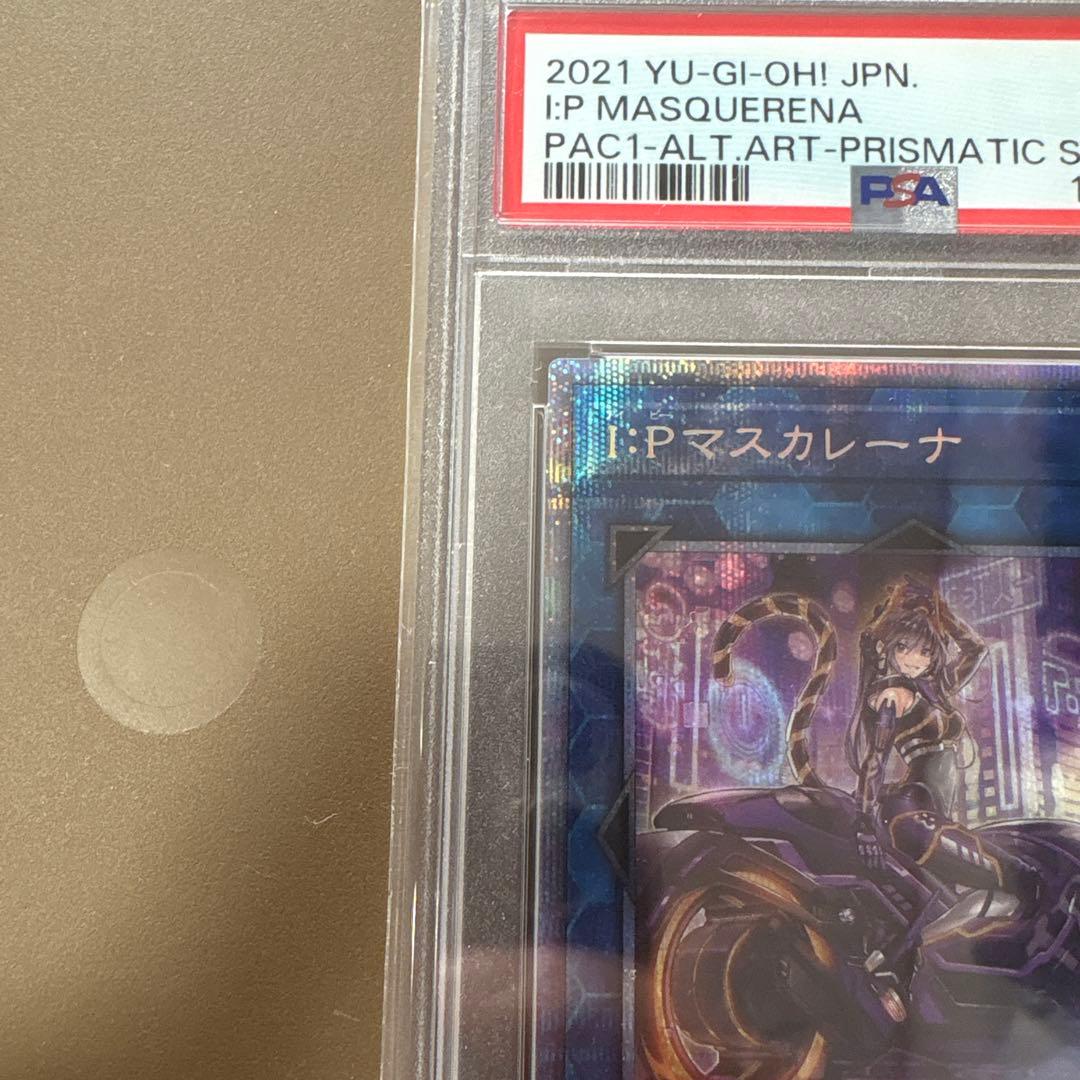 2021 YU-GI-OH! JPN.
I:P MASQUERENA
PAC1-ALT.ART-PRISMATIC S
PSA
I:Pマスカレーナ